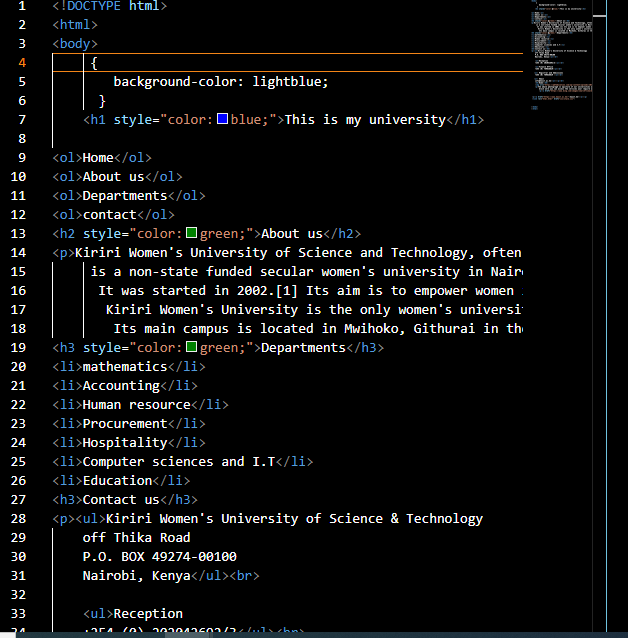 1 <!DOCTYPE html>
2 <html>
3 <body>
4 {
5 background-color: lightblue;
6 }
7 <h1 style="color:blue;">This is my university</h1>
8
9 <ol>Home</ol>
10 <ol>About us</ol>
11 <ol>Departments</ol>
12 <ol>contact</ol>
13 <h2 style="color:green;">About us</h2>
14 <p>Kiriri Women's University of Science and Technology, often
15 is a non-state funded secular women's university in
16 It was started in 2002.[1] Its aim is to empower women
17 Kiriri Women's University is the only women's
18 Its main campus is located in Mwihoko, Githurai in
19 <h3 style="color:green;">Departments</h3>
20 <li>mathematics</li>
21 <li>Accounting</li>
22 <li>Human resource</li>
23 <li>Procurement</li>
24 <li>Hospitality</li>
25 <li>Computer sciences and I.T</li>
26 <li>Education</li>
27 <h3>Contact us</h3>
28 <p><ul>Kiriri Women's University of Science & Technology
29 off Thika Road
30 P.O. BOX 49274-00100
31 Nairobi, Kenya</ul><br>
32
33 <ul>Reception
34